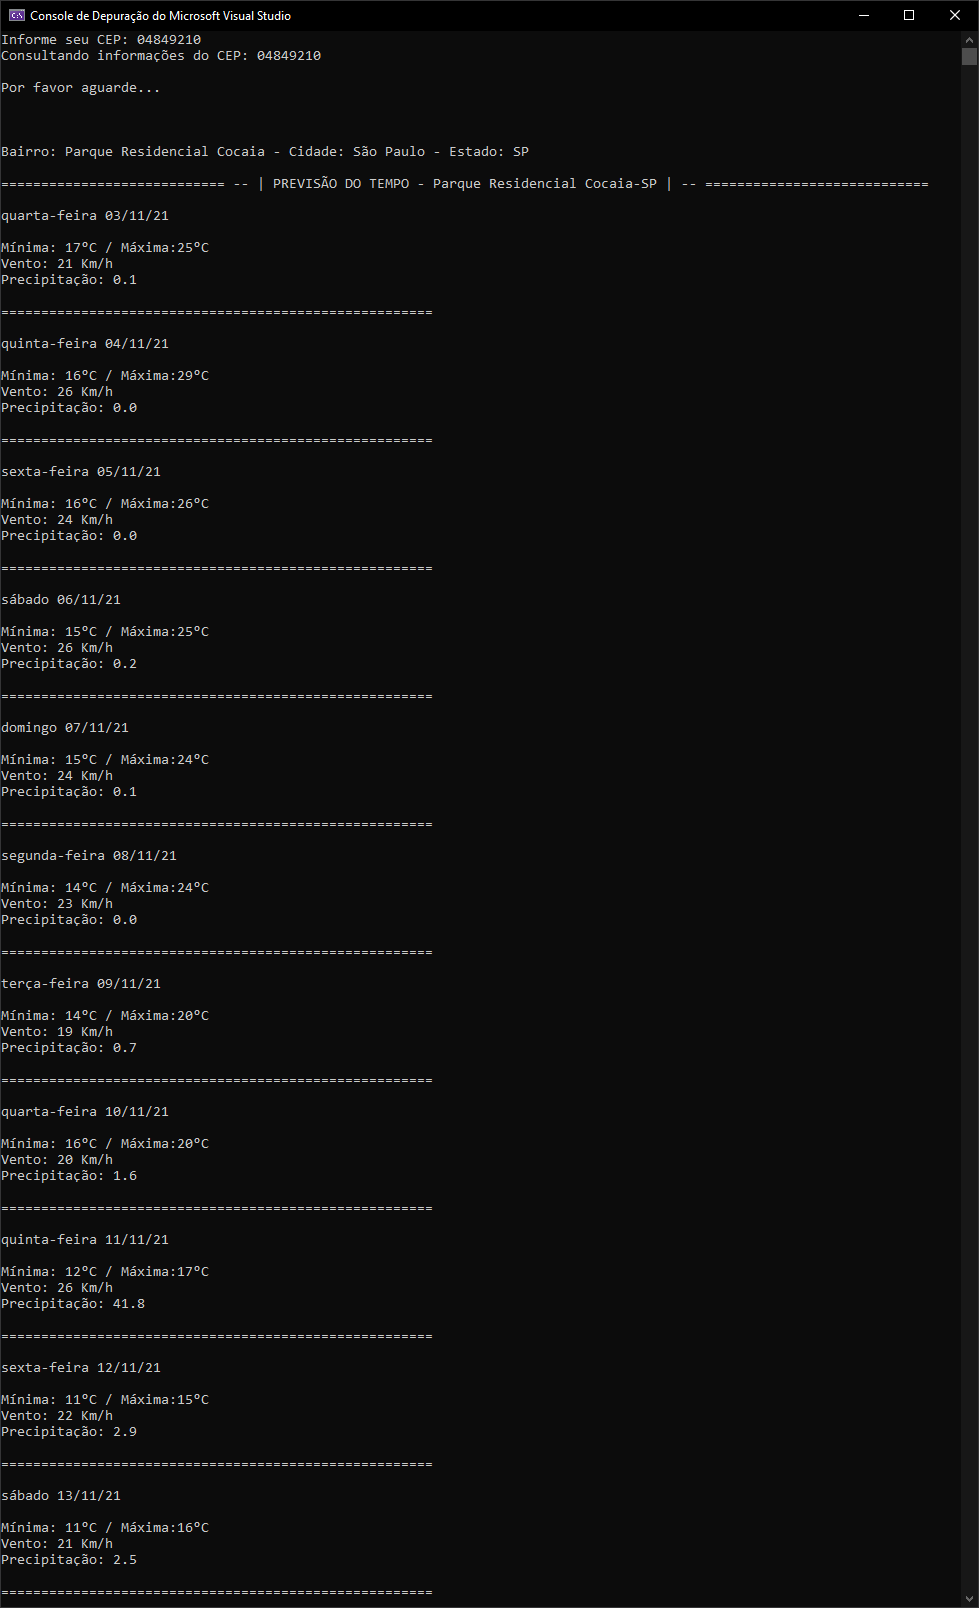 Console de Depuração do Microsoft Visual Studio
Informe seu CEP: 04849210
Consultando informações do CEP: 04849210
Por favor aguarde...
Bairro: Parque Residencial Cocaia - Cidade: São Paulo - Estado: SP
============================ -- | PREVISÃO DO TEMPO - Parque Residencial Cocaia-SP | -- ============================
quarta-feira 03/11/21
Mínima: 17ºC / Máxima:25ºC
Vento: 21 Km/h
Precipitação: 0.1
======================================================
quinta-feira 04/11/21
Mínima: 16ºC / Máxima:29ºC
Vento: 26 Km/h
Precipitação: 0.0
======================================================
sexta-feira 05/11/21
Mínima: 16ºC / Máxima:26ºC
Vento: 24 Km/h
Precipitação: 0.0
======================================================
sábado 06/11/21
Mínima: 15ºC / Máxima:25ºC
Vento: 26 Km/h
Precipitação: 0.2
======================================================
domingo 07/11/21
Mínima: 15ºC / Máxima:24ºC
Vento: 24 Km/h
Precipitação: 0.1
======================================================
segunda-feira 08/11/21
Mínima: 14ºC / Máxima:24ºC
Vento: 23 Km/h
Precipitação: 0.0
======================================================
terça-feira 09/11/21
Mínima: 14ºC / Máxima:20ºC
Vento: 19 Km/h
Precipitação: 0.7
======================================================
quarta-feira 10/11/21
Mínima: 16ºC / Máxima:20ºC
Vento: 20 Km/h
Precipitação: 1.6
======================================================
quinta-feira 11/11/21
Mínima: 12ºC / Máxima:17ºC
Vento: 26 Km/h
Precipitação: 41.8
======================================================
sexta-feira 12/11/21
Mínima: 11ºC / Máxima:15ºC
Vento: 22 Km/h
Precipitação: 2.9
======================================================
sábado 13/11/21
Mínima: 11ºC / Máxima:16ºC
Vento: 21 Km/h
Precipitação: 2.5
======================================================